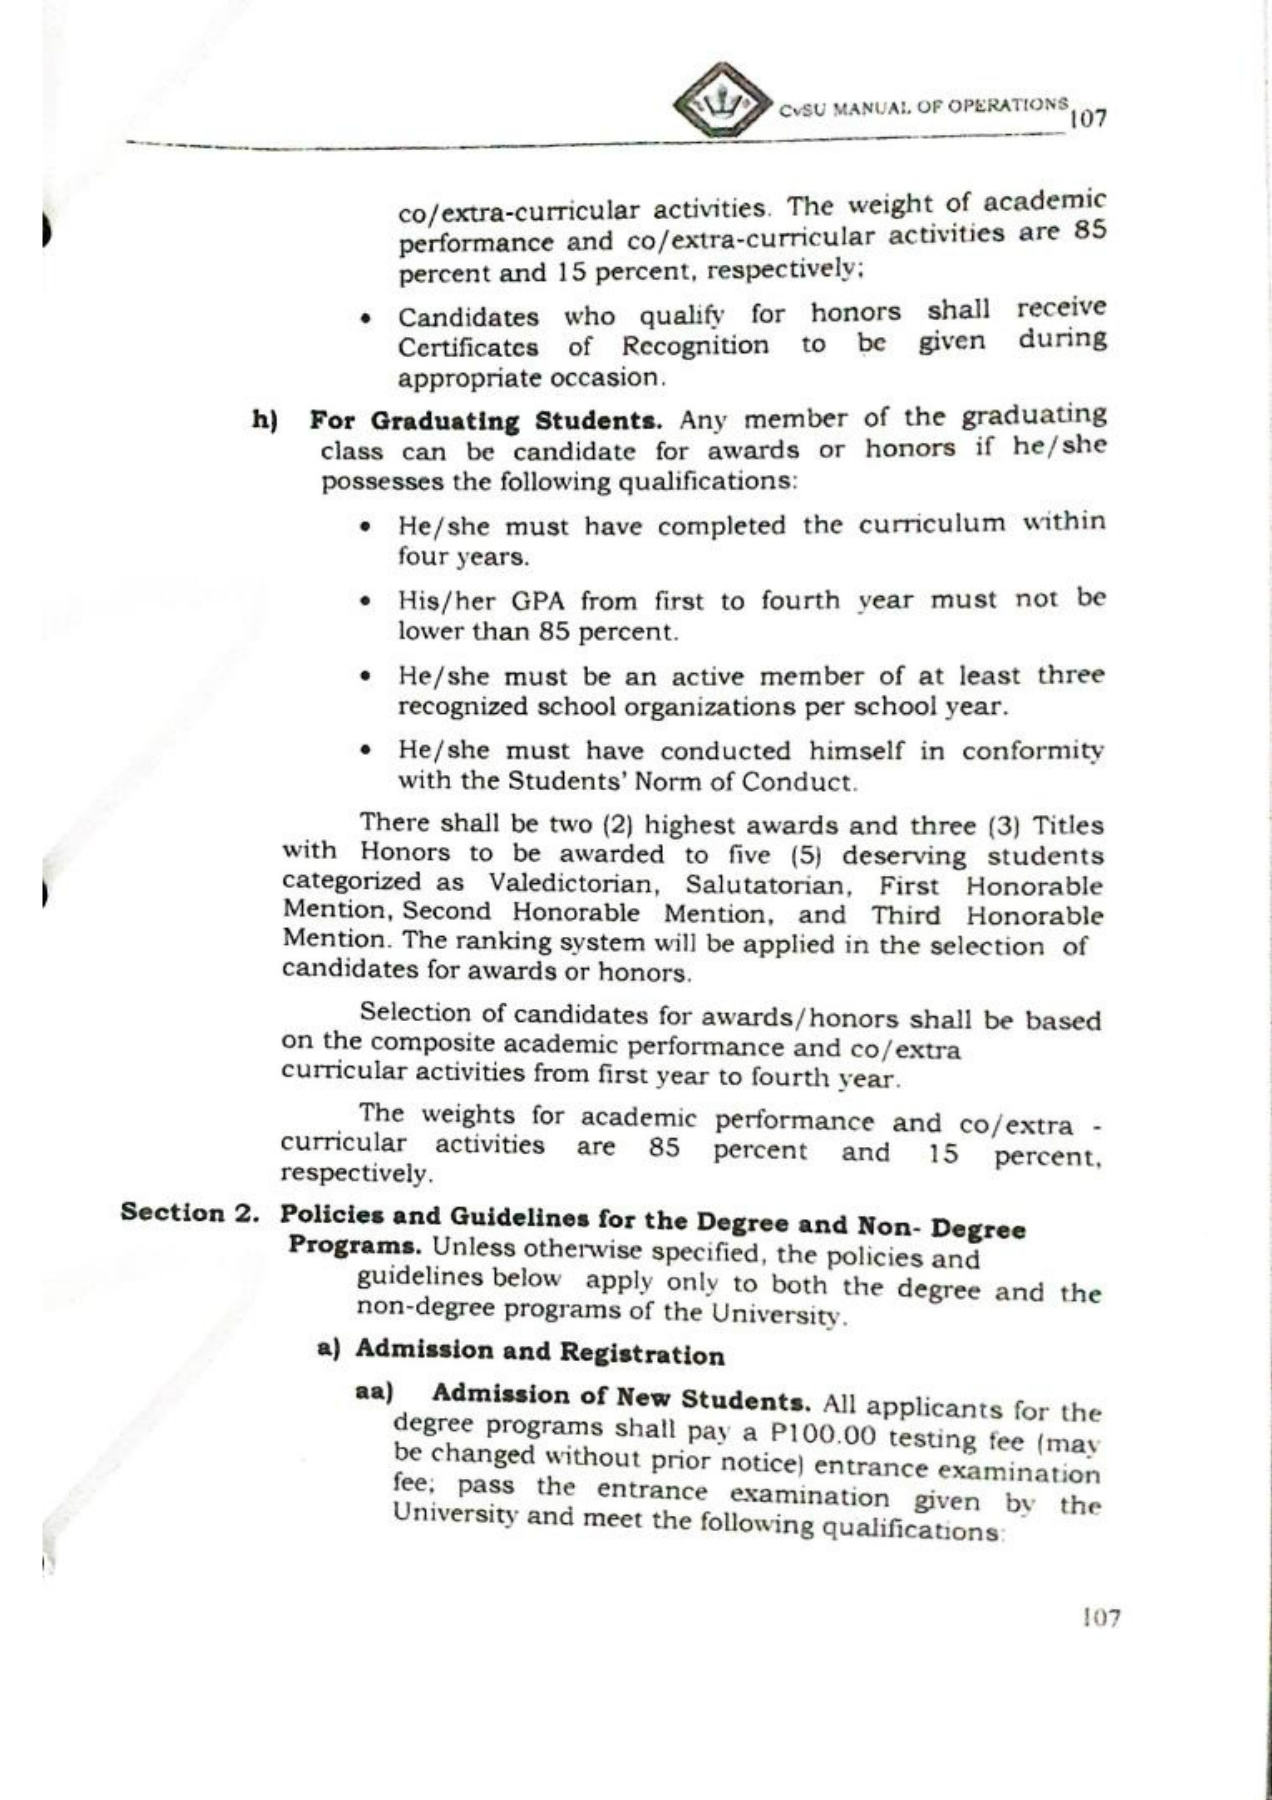 CvSU MANUAL OF OPERATIONS 107
co/extra-curricular activities. The weight of academic
performance and co/extra-curricular activities are 85
percent and 15 percent, respectively;
• Candidates who qualify for honors shall receive
Certificates of Recognition to be given during
appropriate occasion.
h) For Graduating Students. Any member of the graduating
class can be candidate for awards or honors if he/she
possesses the following qualifications:
• He/she must have completed the curriculum within
four years.
• His/her GPA from first to fourth year must not be
lower than 85 percent.
• He/she must be an active member of at least three
recognized school organizations per school year.
• He/she must have conducted himself in conformity
with the Students' Norm of Conduct.
There shall be two (2) highest awards and three (3) Titles
with Honors to be awarded to five (5) deserving students
categorized as Valedictorian, Salutatorian, First Honorable
Mention, Second Honorable Mention, and Third Honorable
Mention. The ranking system will be applied in the selection of
candidates for awards or honors.
Selection of candidates for awards/honors shall be based
on the composite academic performance and co/extra
curricular activities from first year to fourth year.
The weights for academic performance and co/extra -
curricular activities are 85 percent and 15 percent,
respectively.
Section 2. Policies and Guidelines for the Degree and Non- Degree
Programs. Unless otherwise specified, the policies and
guidelines below apply only to both the degree and the
non-degree programs of the University.
a) Admission and Registration
aa) Admission of New Students. All applicants for the
degree programs shall pay a P100.00 testing fee (may
be changed without prior notice) entrance examination
fee; pass the entrance examination given by the
University and meet the following qualifications:
107